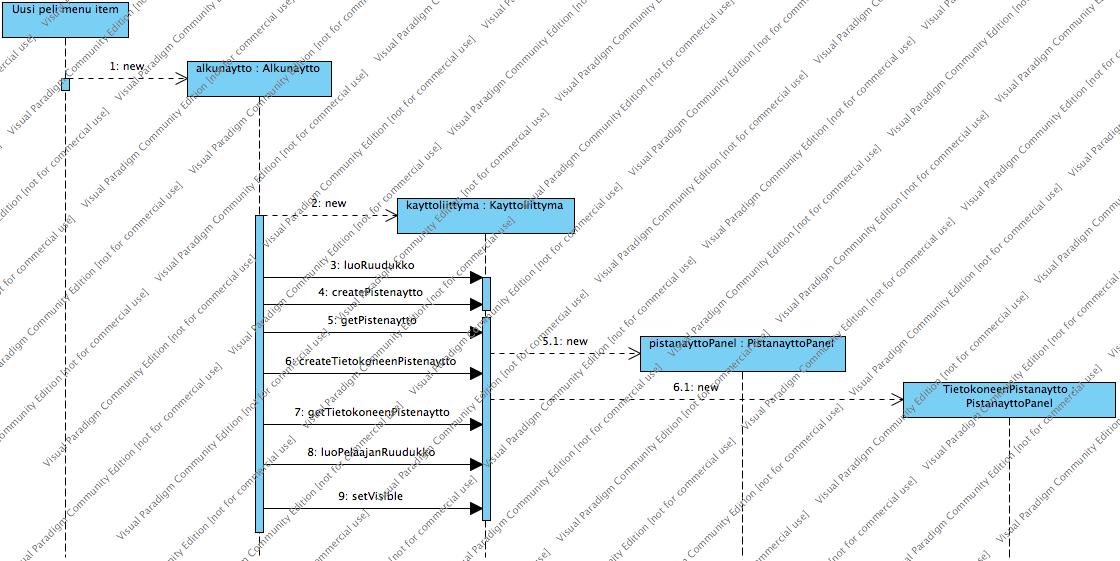 Uusi peli menu item
1: new
alkunaytto : Alkunaytto
2: new
kayttoliittyma : Kayttoliittyma
3: luoRuudukko
4: createPistenaytto
5: getPistenaytto
5.1: new
pistanayttoPanel : PistanayttoPanel
6: createTietokoneenPistenaytto
6.1: new
TietokoneenPistanaytto
PistanayttoPanel
7: getTietokoneenPistenaytto
8: luoPelaajanRuudukko
9: setVisible
Visual Paradigm Community Edition [not for commercial use]